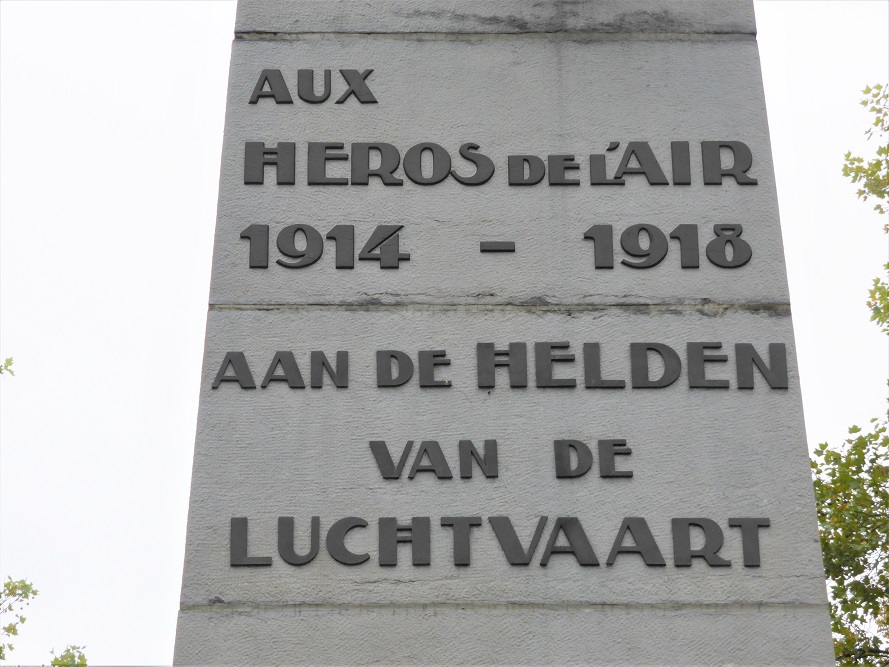 AUX
HEROS DE L'AIR
1914 - 1918
AAN DE HELDEN
VAN DE
LUCHTVAART